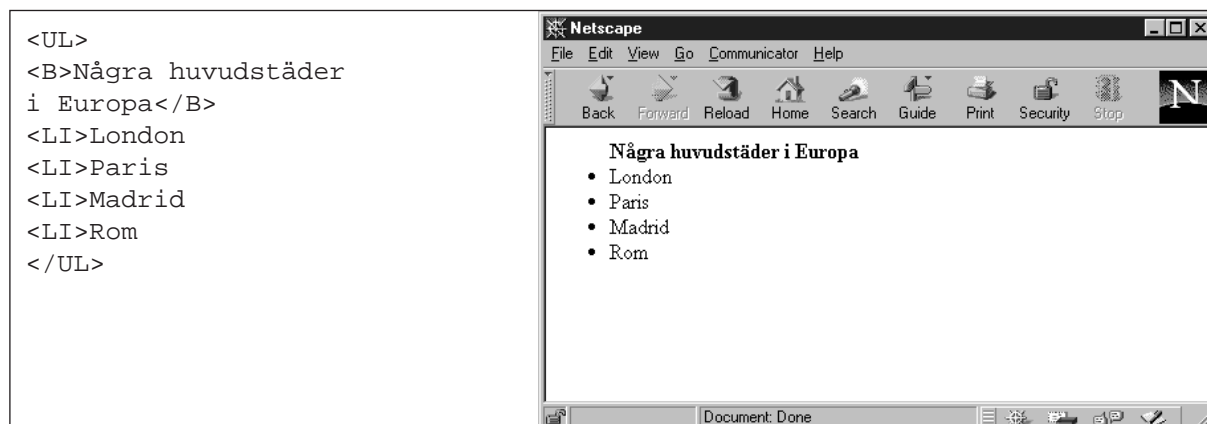 <UL>
<B>Några huvudstäder
i Europa</B>
<LI>London
<LI>Paris
<LI>Madrid
<LI>Rom
</UL>
Netscape
File Edit View Go Communicator Help
Back Forward Reload Home Search Guide Print Security Stop
N
Några huvudstäder i Europa
• London
• Paris
• Madrid
• Rom
Document: Done